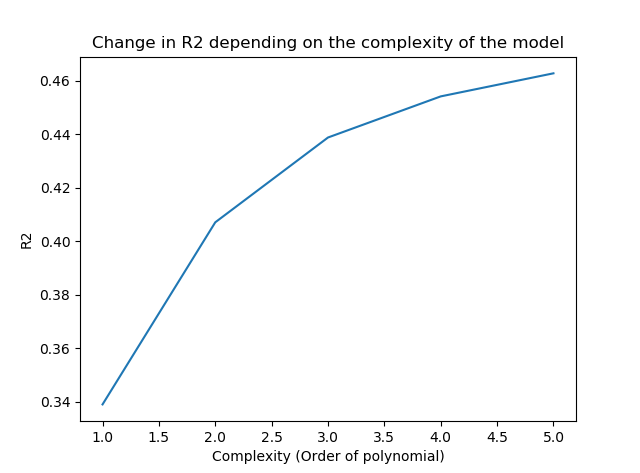 Change in R2 depending on the complexity of the model
0.46
0.44
0.42
0.40
0.38
0.36
0.34
R2
1.0 1.5 2.0 2.5 3.0 3.5 4.0 4.5 5.0
Complexity (Order of polynomial)